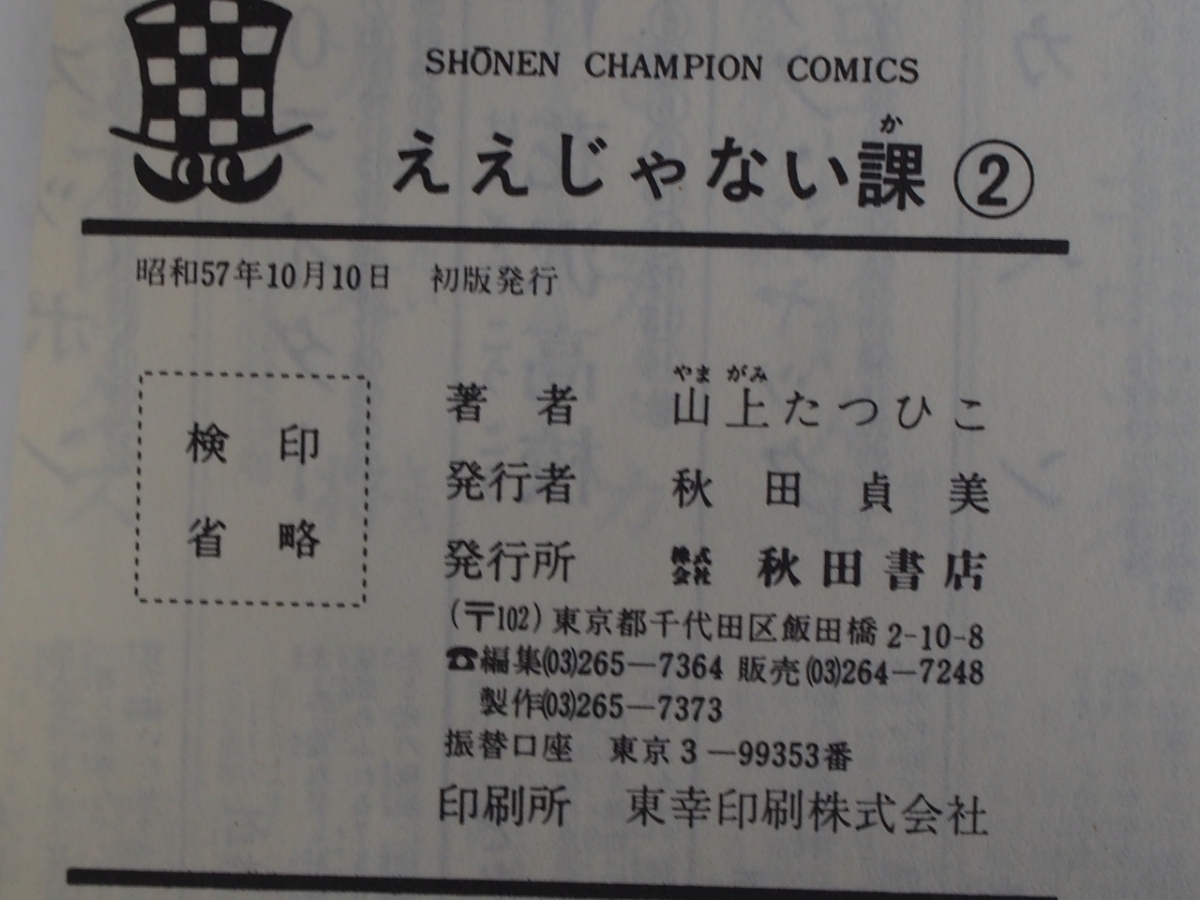 SHŌNEN CHAMPION COMICS
か
ええじゃない課 ②
昭和57年10月10日 初版発行
検印
省略
やま がみ
著者 山上たつひこ
発行者 秋田貞美
発行所 株式会社 秋田書店
(〒102) 東京都千代田区飯田橋 2-10-8
☎編集(03)265―7364 販売(03)264―7248
製作(03)265―7373
振替口座 東京3―99353番
印刷所 東幸印刷株式会社